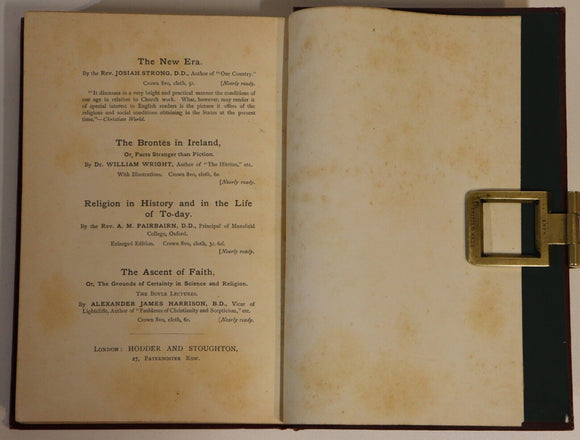 The New Era.
By the Rev. JOSIAH STRONG, D.D., Author of "Our Country."
Crown 8vo, cloth, 5s. [Nearly ready.
"It discusses in a very bright and practical manner the conditions of
our age in relation to Church work. What, however, may render it
of special interest to English readers is the picture it offers of the
religious and social conditions obtaining in the States at the present
time."—Christian World.
The Brontës in Ireland,
Or, Facts Stranger than Fiction.
By Dr. WILLIAM WRIGHT, Author of "The Hittites," etc.
With Illustrations. Crown 8vo, cloth, 6s.
[Nearly ready.
Religion in History and in the Life
of To-day.
By the Rev. A. M. FAIRBAIRN, D.D., Principal of Mansfield
College, Oxford.
Enlarged Edition. Crown 8vo, cloth, 3s. 6d.
[Nearly ready.
The Ascent of Faith,
Or, The Grounds of Certainty in Science and Religion.
The Boyle Lectures.
By ALEXANDER JAMES HARRISON, B.D., Vicar of
Lightcliffe, Author of "Problems of Christianity and Scepticism," etc.
Crown 8vo, cloth, 6s. [Nearly ready.
London: HODDER AND STOUGHTON,
27, Paternoster Row.